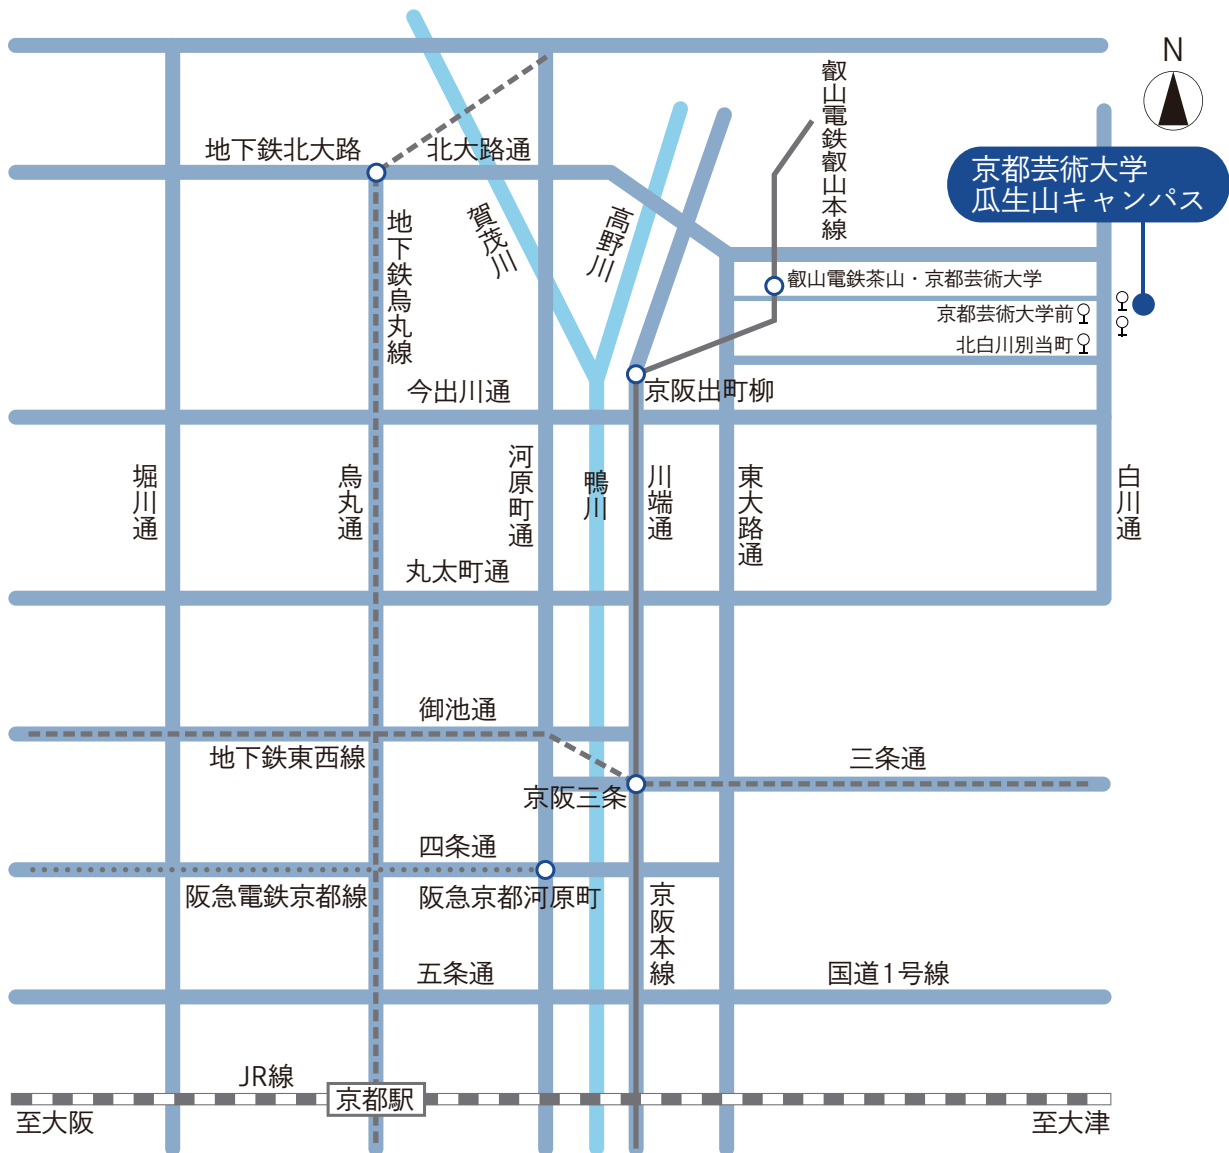 N
叡山電鉄叡山本線
地下鉄北大路
北大路通
京都芸術大学
瓜生山キャンパス
地下鉄烏丸線
賀茂川
高野川
叡山電鉄茶山・京都芸術大学
京都芸術大学前
北白川別当町
今出川通
京阪出町柳
堀川通
烏丸通
河原町通
鴨川
川端通
東大路通
白川通
丸太町通
御池通
地下鉄東西線
三条通
京阪三条
四条通
阪急電鉄京都線
阪急京都河原町
京阪本線
五条通
国道1号線
JR線
京都駅
至大阪
至大津